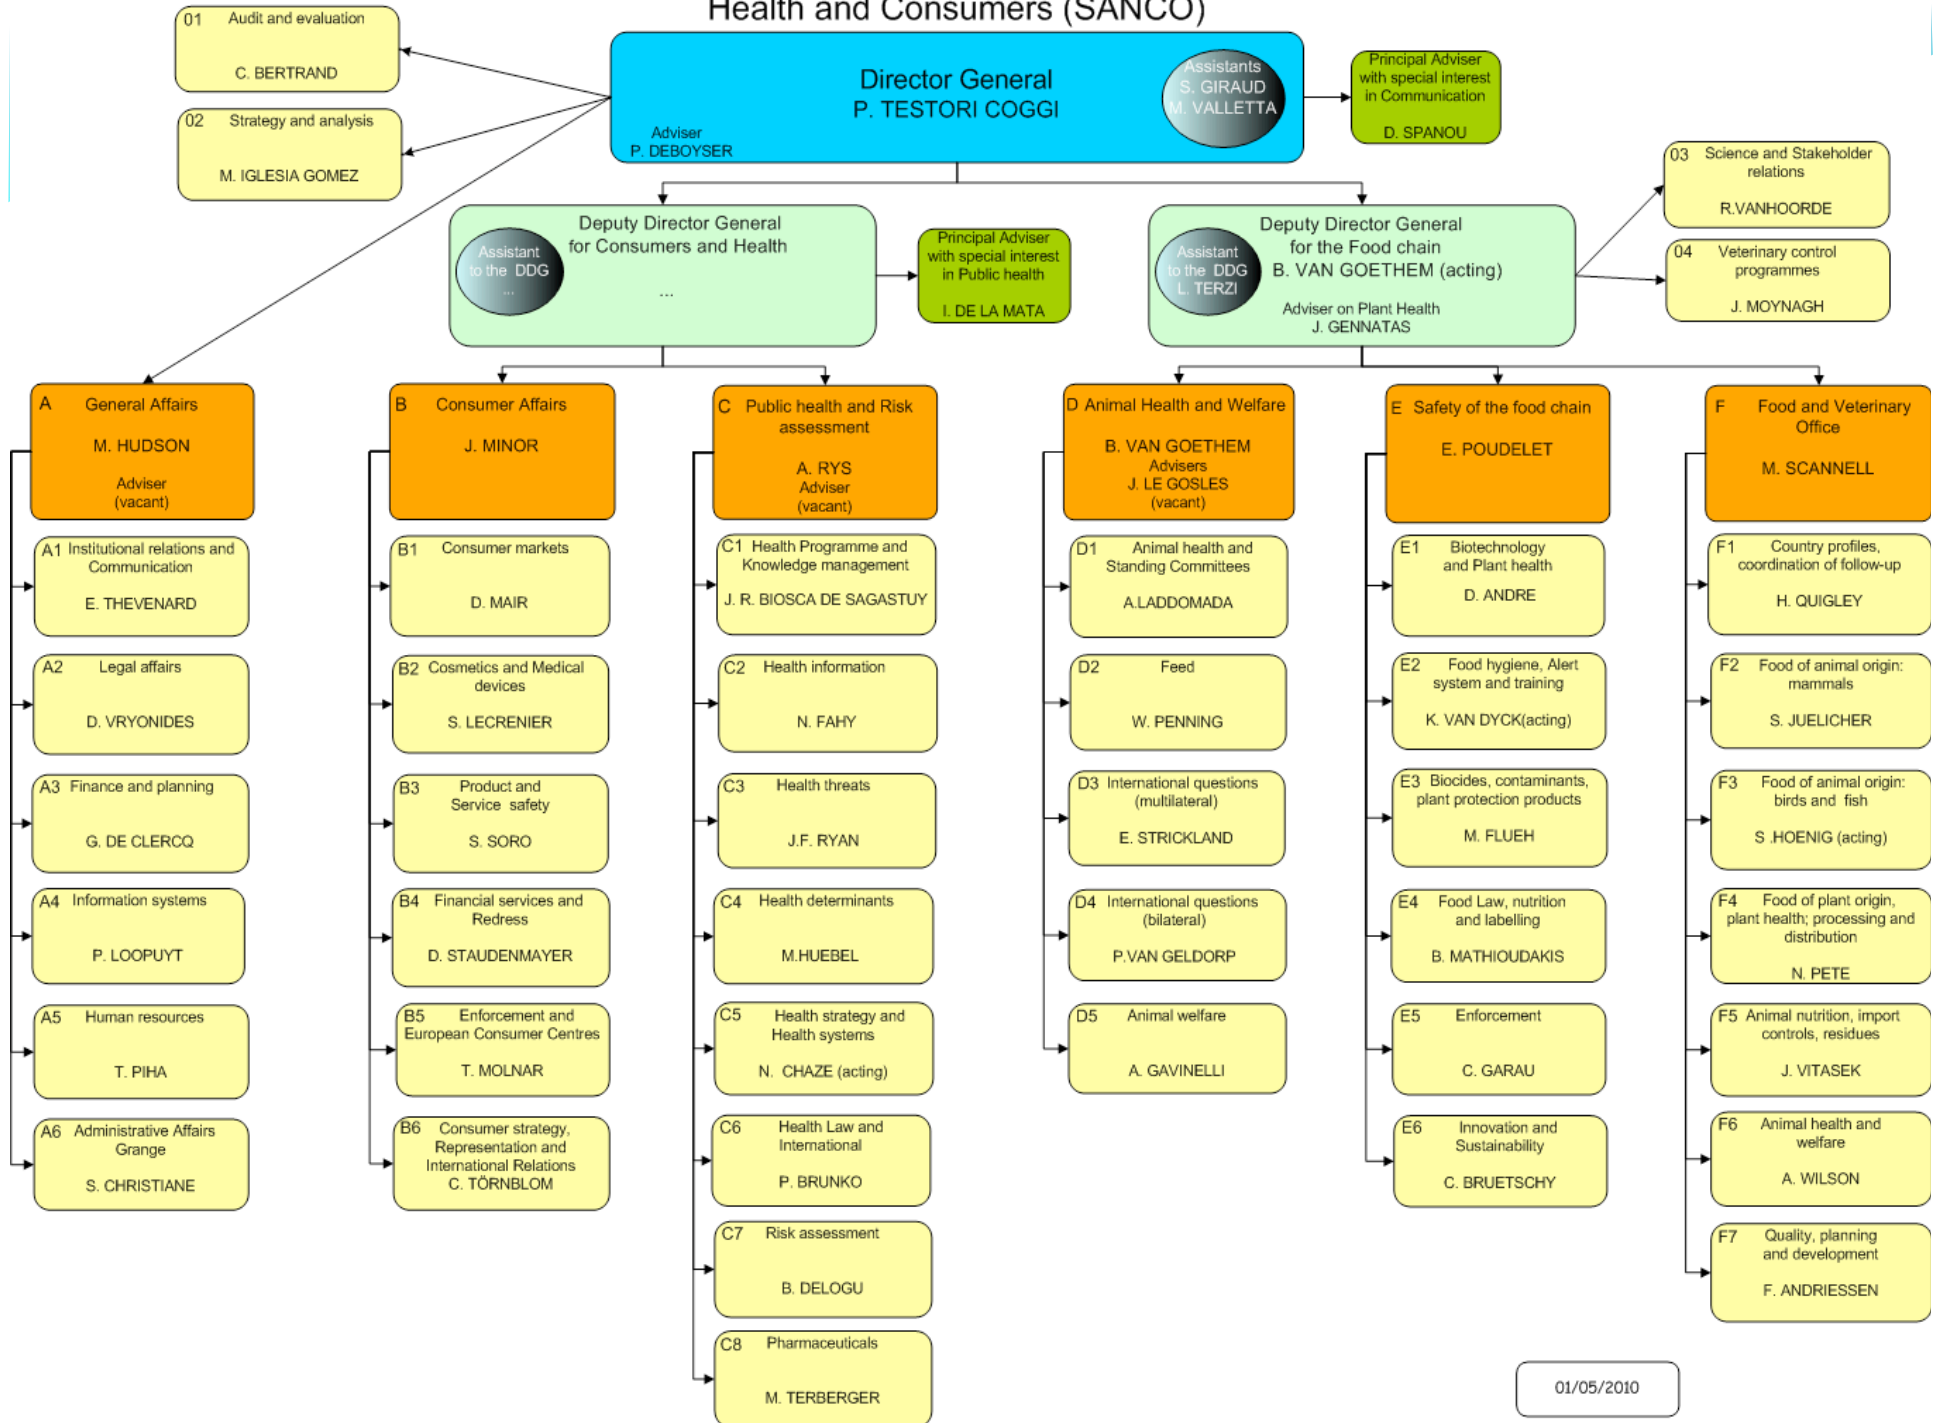 Health and Consumers (SANCO)
01 Audit and evaluation
C. BERTRAND
02 Strategy and analysis
M. IGLESIA GOMEZ
Director General
P. TESTORI COGGI
Adviser
P. DEBOYSER
Assistants
S. GIRAUD
M. VALLETTA
Principal Adviser
with special interest
in Communication
D. SPANOU
03 Science and Stakeholder
relations
R.VANHOORDE
04 Veterinary control
programmes
J. MOYNAGH
Deputy Director General
for Consumers and Health
...
Assistant
to the DDG
...
Principal Adviser
with special interest
in Public health
I. DE LA MATA
Deputy Director General
for the Food chain
B. VAN GOETHEM (acting)
Adviser on Plant Health
J. GENNATAS
Assistant
to the DDG
L. TERZI
A General Affairs
M. HUDSON
Adviser
(vacant)
A1 Institutional relations and
Communication
E. THEVENARD
A2 Legal affairs
D. VRYONIDES
A3 Finance and planning
G. DE CLERCQ
A4 Information systems
P. LOOPUYT
A5 Human resources
T. PIHA
A6 Administrative Affairs
Grange
S. CHRISTIANE
B Consumer Affairs
J. MINOR
B1 Consumer markets
D. MAIR
B2 Cosmetics and Medical
devices
S. LECRENIER
B3 Product and
Service safety
S. SORO
B4 Financial services and
Redress
D. STAUDENMAYER
B5 Enforcement and
European Consumer Centres
T. MOLNAR
B6 Consumer strategy,
Representation and
International Relations
C. TÖRNBLOM
C Public health and Risk
assessment
A. RYS
Adviser
(vacant)
C1 Health Programme and
Knowledge management
J. R. BIOSCA DE SAGASTUY
C2 Health information
N. FAHY
C3 Health threats
J.F. RYAN
C4 Health determinants
M.HUEBEL
C5 Health strategy and
Health systems
N. CHAZE (acting)
C6 Health Law and
International
P. BRUNKO
C7 Risk assessment
B. DELOGU
C8 Pharmaceuticals
M. TERBERGER
D Animal Health and Welfare
B. VAN GOETHEM
Advisers
J. LE GOSLES
(vacant)
D1 Animal health and
Standing Committees
A.LADDOMADA
D2 Feed
W. PENNING
D3 International questions
(multilateral)
E. STRICKLAND
D4 International questions
(bilateral)
P.VAN GELDORP
D5 Animal welfare
A. GAVINELLI
E Safety of the food chain
E. POUDELET
E1 Biotechnology
and Plant health
D. ANDRE
E2 Food hygiene, Alert
system and training
K. VAN DYCK(acting)
E3 Biocides, contaminants,
plant protection products
M. FLUEH
E4 Food Law, nutrition
and labelling
B. MATHIOUDAKIS
E5 Enforcement
C. GARAU
E6 Innovation and
Sustainability
C. BRUETSCHY
F Food and Veterinary
Office
M. SCANNELL
F1 Country profiles,
coordination of follow-up
H. QUIGLEY
F2 Food of animal origin:
mammals
S. JUELICHER
F3 Food of animal origin:
birds and fish
S .HOENIG (acting)
F4 Food of plant origin,
plant health; processing and
distribution
N. PETE
F5 Animal nutrition, import
controls, residues
J. VITASEK
F6 Animal health and
welfare
A. WILSON
F7 Quality, planning
and development
F. ANDRIESSEN
01/05/2010